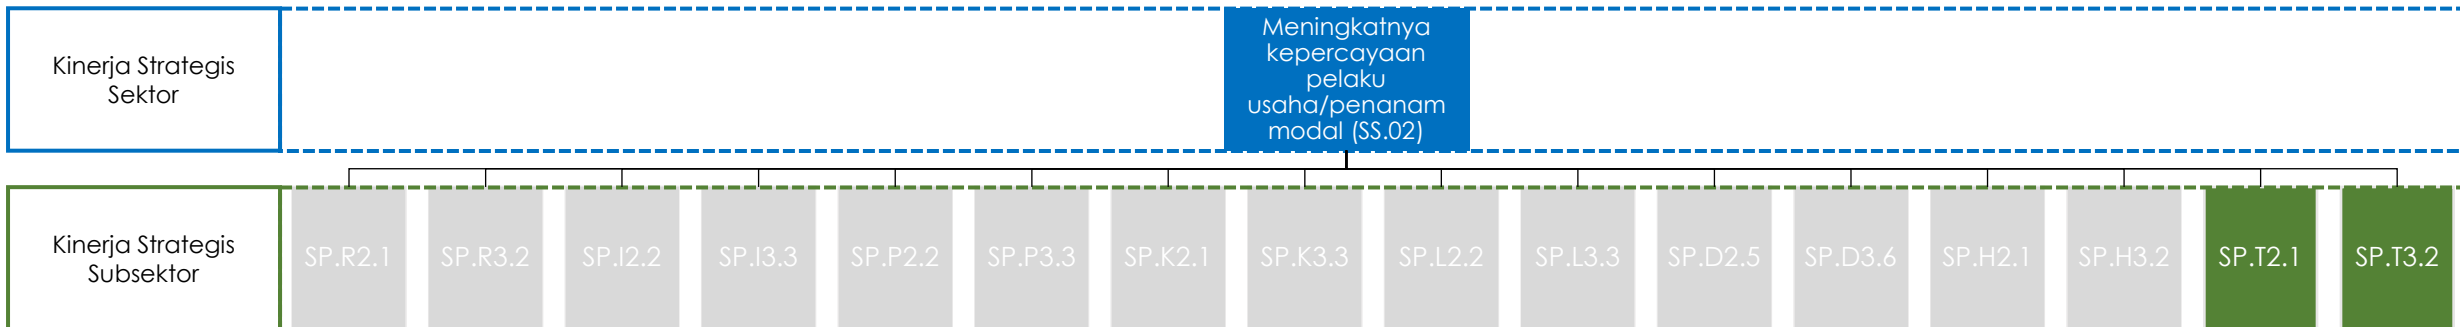 Meningkatnya
kepercayaan
pelaku
usaha/penanam
modal (SS.02)
Kinerja Strategis
Sektor
Kinerja Strategis
Subsektor
SP.R2.1
SP.R3.2
SP.I2.2
SP.I3.3
SP.P2.2
SP.P3.3
SP.K2.1
SP.K3.3
SP.L2.2
SP.L3.3
SP.D2.5
SP.D3.6
SP.H2.1
SP.H3.2
SP.T2.1
SP.T3.2